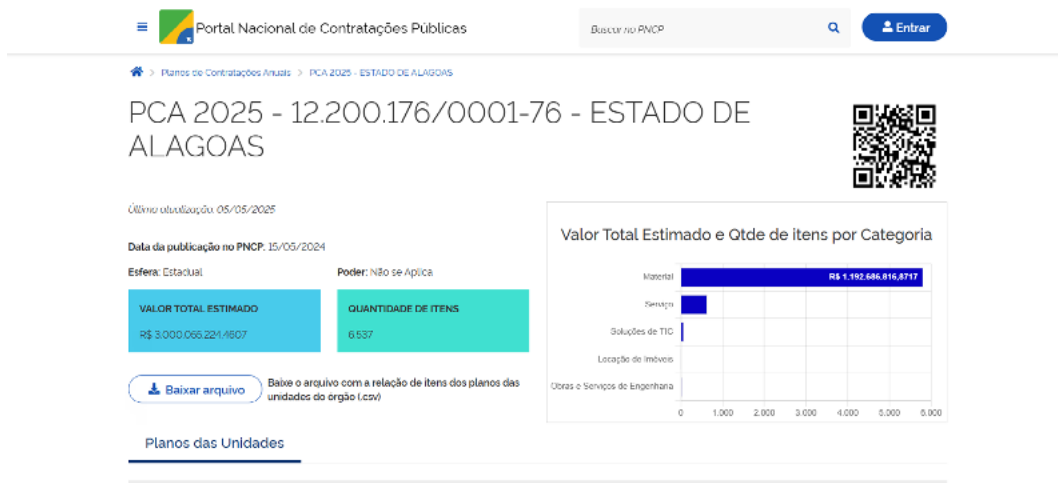 Portal Nacional de Contratações Públicas
Buscar no PNCP
Entrar
Planos de Contratações Anuais > PCA 2025 - ESTADO DE ALAGOAS
PCA 2025 - 12.200.176/0001-76 - ESTADO DE
ALAGOAS
Última atualização: 05/05/2025
Data da publicação no PNCP: 15/05/2024
Esfera: Estadual
Poder: Não se Aplica
VALOR TOTAL ESTIMADO
R$ 3.000.065.224,4607
QUANTIDADE DE ITENS
6.537
Baixar arquivo
Baixe o arquivo com a relação de itens dos planos das
unidades do órgão (.csv)
Valor Total Estimado e Qtde de itens por Categoria
Material
R$ 1.192.686.816,8717
Serviço
Soluções de TIC
Locação de Imóveis
Obras e Serviços de Engenharia
0 1.000 2.000 3.000 4.000 5.000 6.000
Planos das Unidades